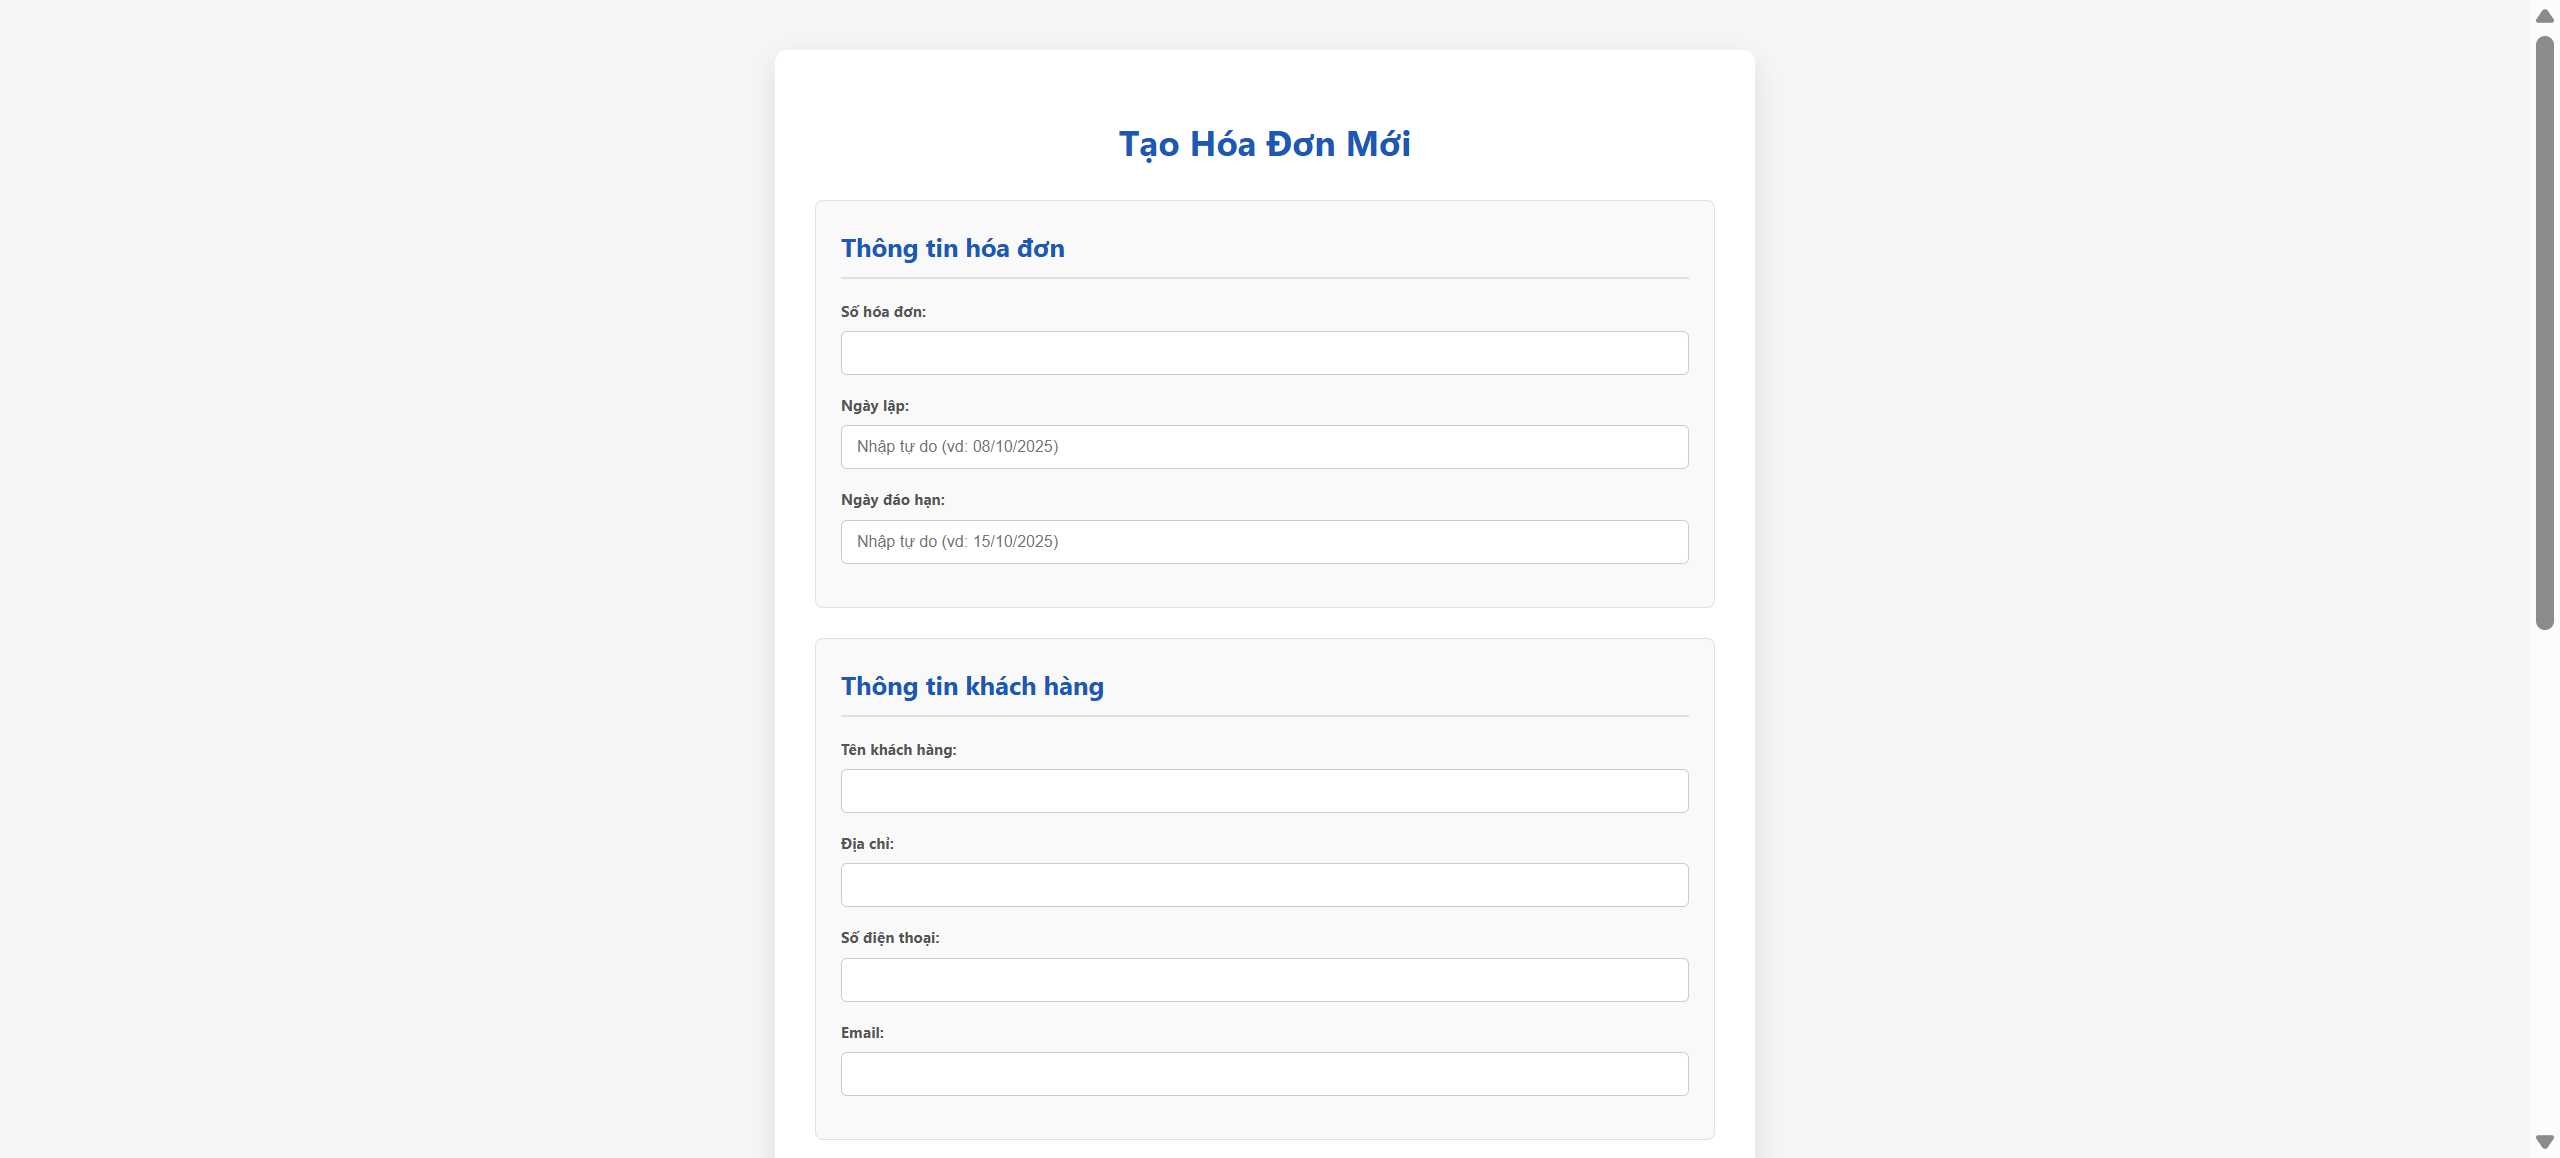 Tạo Hóa Đơn Mới
Thông tin hóa đơn
Số hóa đơn:
Ngày lập:
Nhập tự do (vd: 08/10/2025)
Ngày đáo hạn:
Nhập tự do (vd: 15/10/2025)
Thông tin khách hàng
Tên khách hàng:
Địa chỉ:
Số điện thoại:
Email: